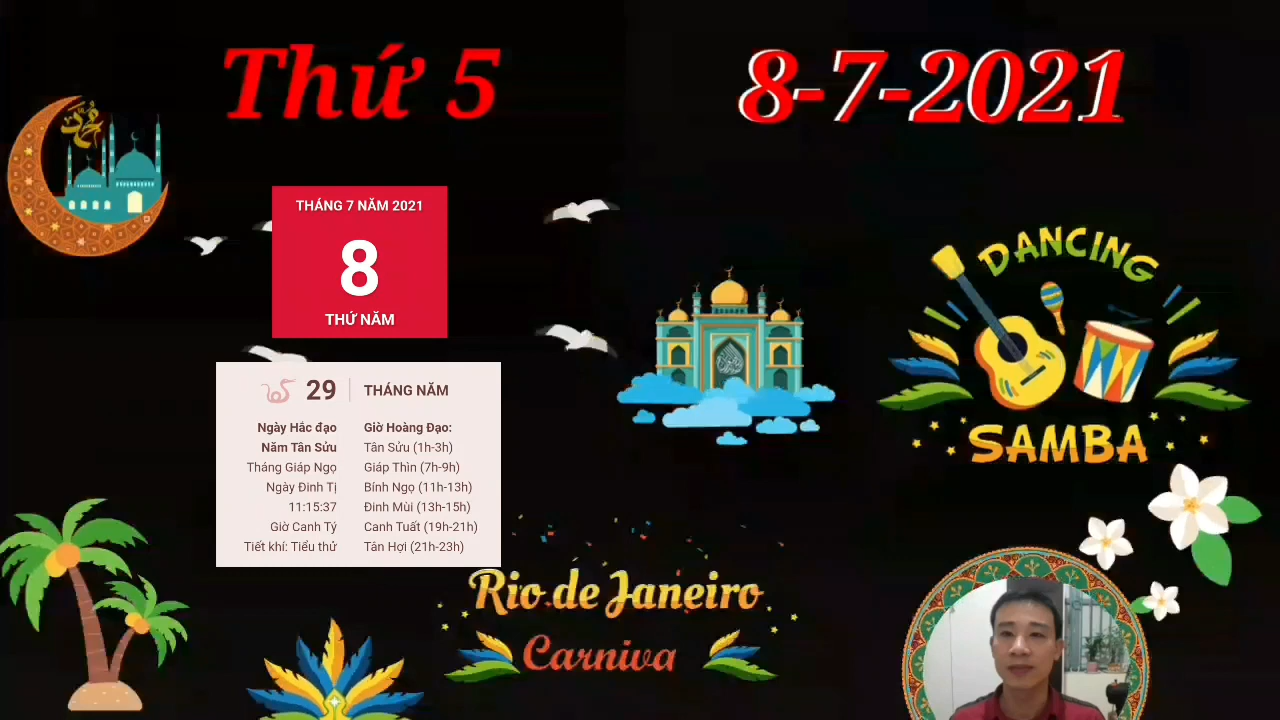 Thứ 5
8-7-2021
THÁNG 7 NĂM 2021
8
THỨ NĂM
29
THÁNG NĂM
Ngày Hắc đạo
Năm Tân Sửu
Tháng Giáp Ngọ
Ngày Đinh Tị
11:15:37
Giờ Canh Tý
Tiết khí: Tiểu thử
Giờ Hoàng Đạo:
Tân Sửu (1h-3h)
Giáp Thìn (7h-9h)
Bính Ngọ (11h-13h)
Đinh Mùi (13h-15h)
Canh Tuất (19h-21h)
Tân Hợi (21h-23h)
DANCING
SAMBA
Rio de Janeiro
Carniva